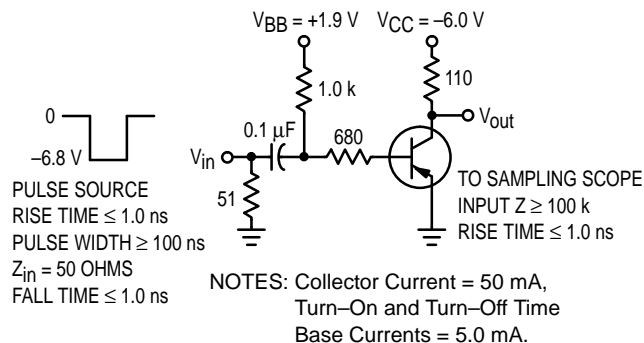 V_BB = +1.9 V
V_CC = –6.0 V
1.0 k
110
V_out
0
–6.8 V
0.1 µF
680
V_in
51
PULSE SOURCE
RISE TIME ≤ 1.0 ns
PULSE WIDTH ≥ 100 ns
Z_in = 50 OHMS
FALL TIME ≤ 1.0 ns
TO SAMPLING SCOPE
INPUT Z ≥ 100 k
RISE TIME ≤ 1.0 ns
NOTES: Collector Current = 50 mA,
Turn–On and Turn–Off Time
Base Currents = 5.0 mA.